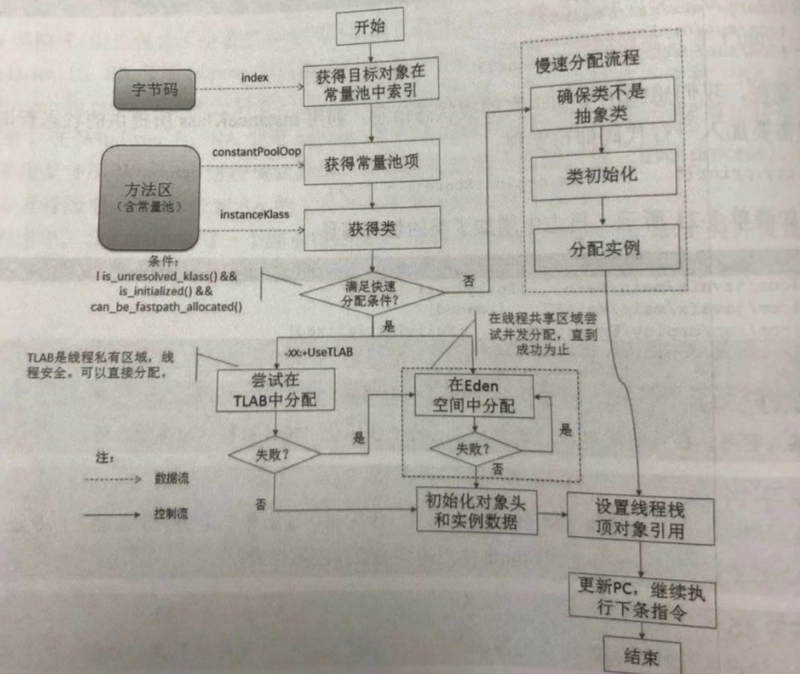 开始
字节码
index
获得目标对象在
常量池中索引
慢速分配流程
确保类不是
抽象类
方法区
(含常量池)
constantPoolOop
获得常量池项
类初始化
instanceKlass
获得类
分配实例
条件:
! is_unresolved_klass() &&
is_initialized() &&
can_be_fastpath_allocated()
满足快速
分配条件?
否
是
在线程共享区域尝
试并发分配,直到
成功为止
TLAB是线程私有区域,线
程安全。可以直接分配。
-XX:+UseTLAB
尝试在
TLAB中分配
在Eden
空间中分配
是
是
失败?
失败?
注:
数据流
控制流
否
否
初始化对象头
和实例数据
设置线程栈
顶对象引用
更新PC,继续执
行下条指令
结束